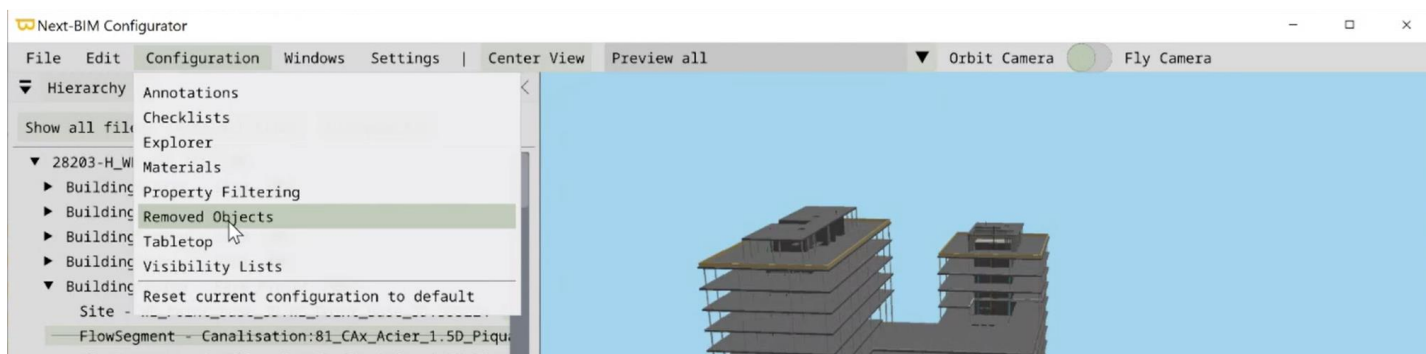 Next-BIM Configurator
File Edit Configuration Windows Settings | Center View Preview all Orbit Camera Fly Camera
Hierarchy
Annotations
Checklists
Show all file
Explorer
28203-H_W
Materials
Building
Property Filtering
Building
Removed Objects
Building
Tabletop
Building
Visibility Lists
Building
Reset current configuration to default
Site -
FlowSegment - Canalisation:81_CAx_Acier_1.5D_Piqua